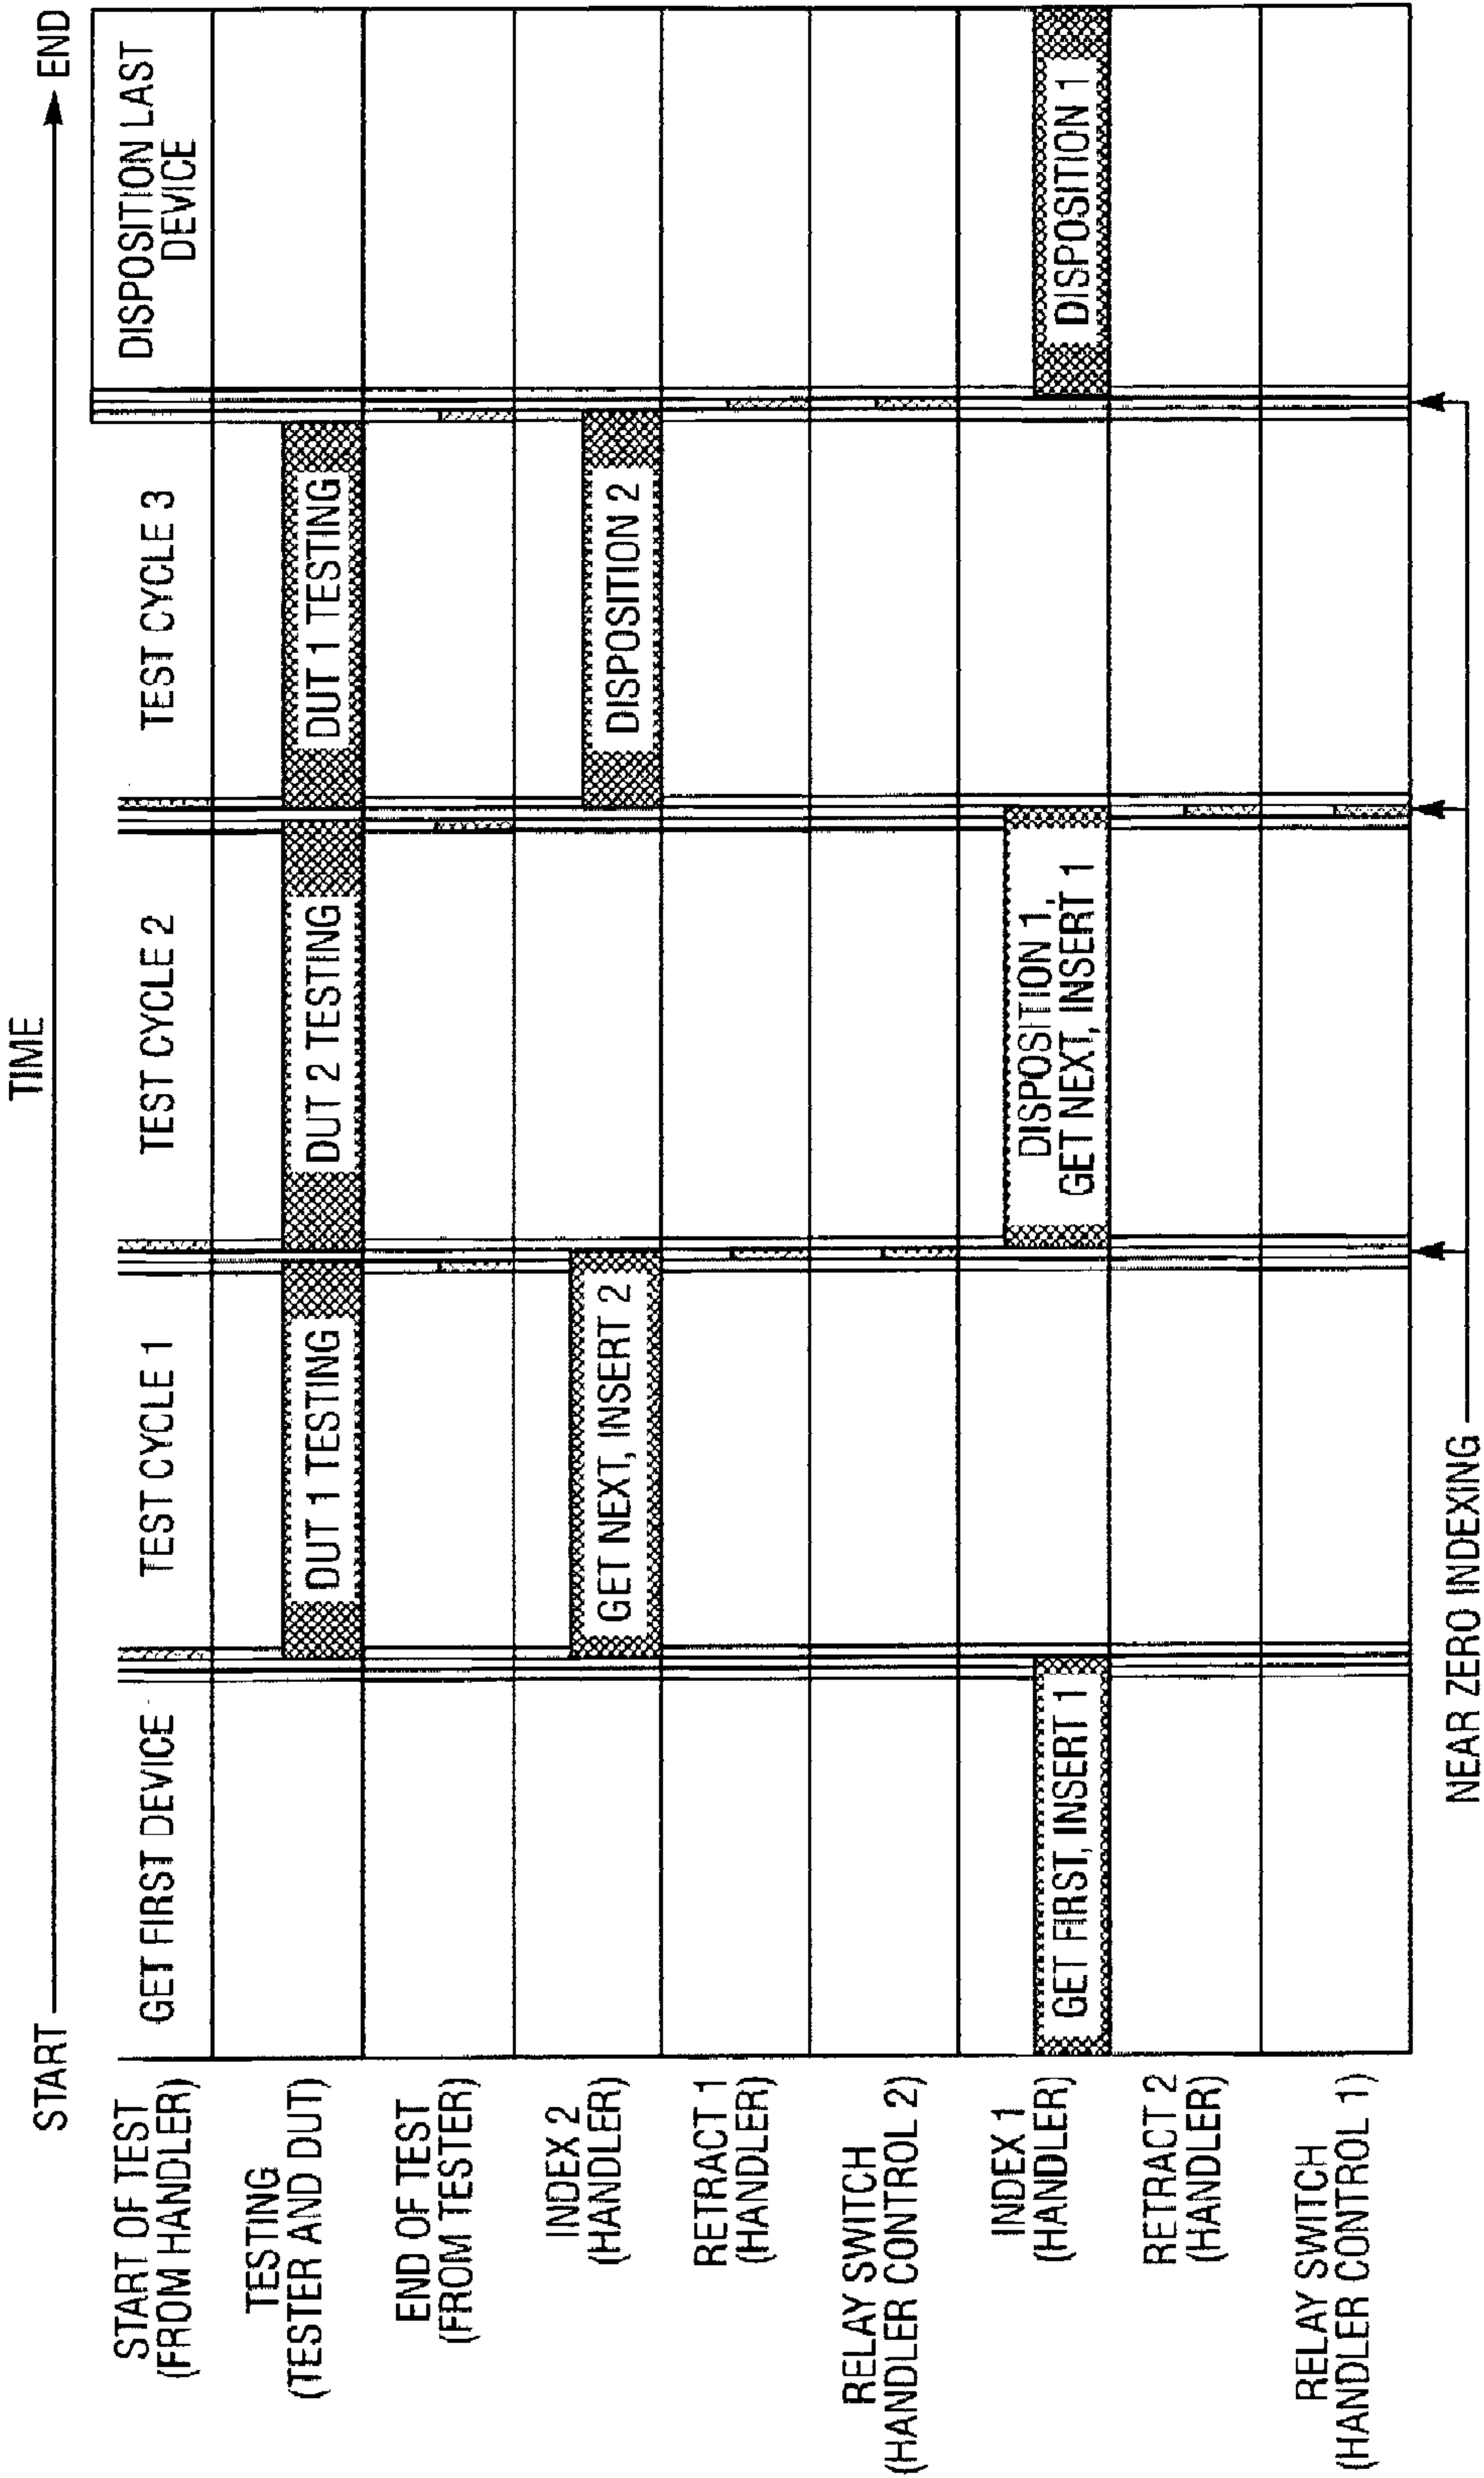 TIME
START
END
START OF TEST
(FROM HANDLER)
GET FIRST DEVICE
TEST CYCLE 1
TEST CYCLE 2
TEST CYCLE 3
DISPOSITION LAST
DEVICE
TESTING
(TESTER AND DUT)
DUT 1 TESTING
DUT 2 TESTING
DUT 1 TESTING
END OF TEST
(FROM TESTER)
INDEX 2
(HANDLER)
GET NEXT, INSERT 2
DISPOSITION 2
RETRACT 1
(HANDLER)
RELAY SWITCH
(HANDLER CONTROL 2)
INDEX 1
(HANDLER)
GET FIRST, INSERT 1
DISPOSITION 1,
GET NEXT, INSERT 1
DISPOSITION 1
RETRACT 2
(HANDLER)
RELAY SWITCH
(HANDLER CONTROL 1)
NEAR ZERO INDEXING